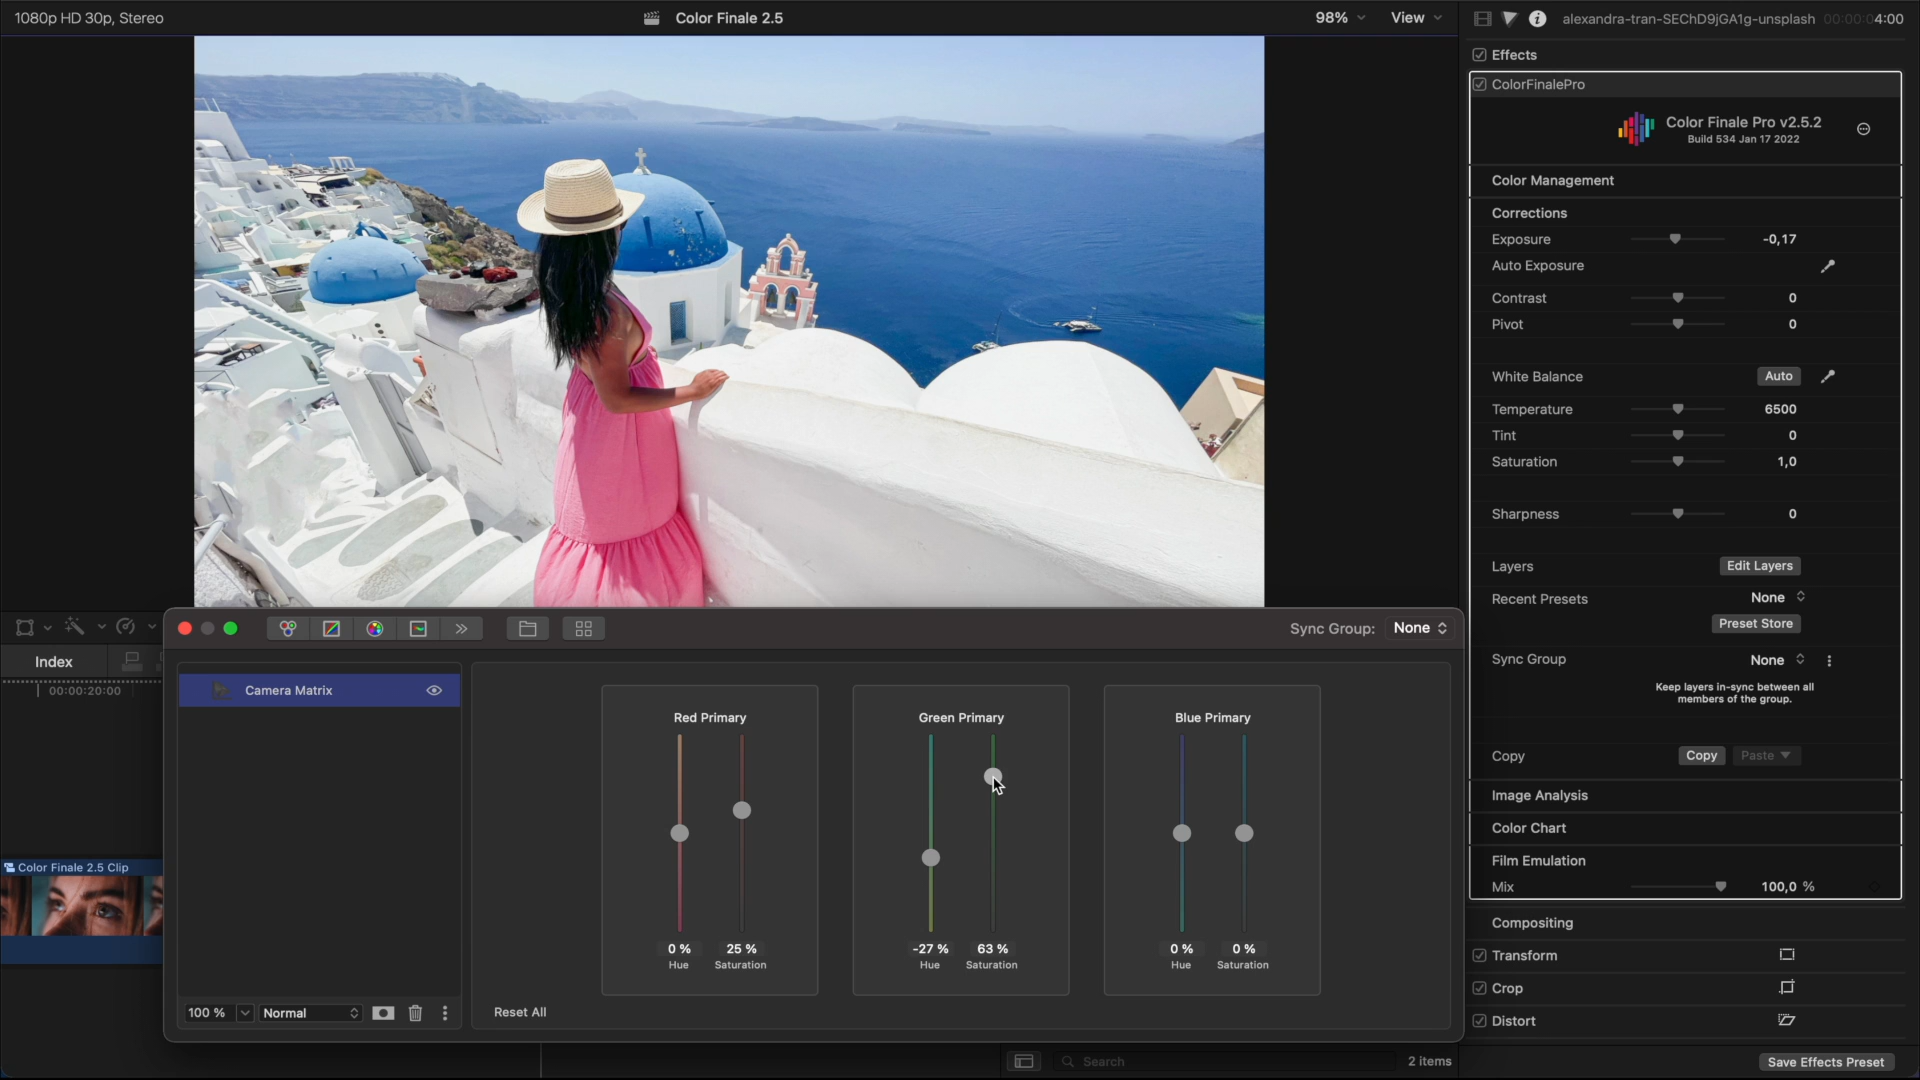 1080p HD 30p, Stereo
Color Finale 2.5
98%
View
alexandra-tran-SEChD9jGA1g-unsplash
00:00:04:00
Effects
ColorFinalePro
Color Finale Pro v2.5.2
Build 534 Jan 17 2022
Color Management
Corrections
Exposure
-0,17
Auto Exposure
Contrast
0
Pivot
0
White Balance
Auto
Temperature
6500
Tint
0
Saturation
1,0
Sharpness
0
Layers
Edit Layers
Recent Presets
None
Preset Store
Sync Group
None
Keep layers in-sync between all
members of the group.
Copy
Copy
Paste
Image Analysis
Color Chart
Film Emulation
Mix
100,0 %
Compositing
Transform
Crop
Distort
Save Effects Preset
Index
00:00:20:00
Color Finale 2.5 Clip
Sync Group:
None
Camera Matrix
Red Primary
0 %
25 %
Hue
Saturation
Green Primary
-27 %
63 %
Hue
Saturation
Blue Primary
0 %
0 %
Hue
Saturation
100 %
Normal
Reset All
Search
2 items